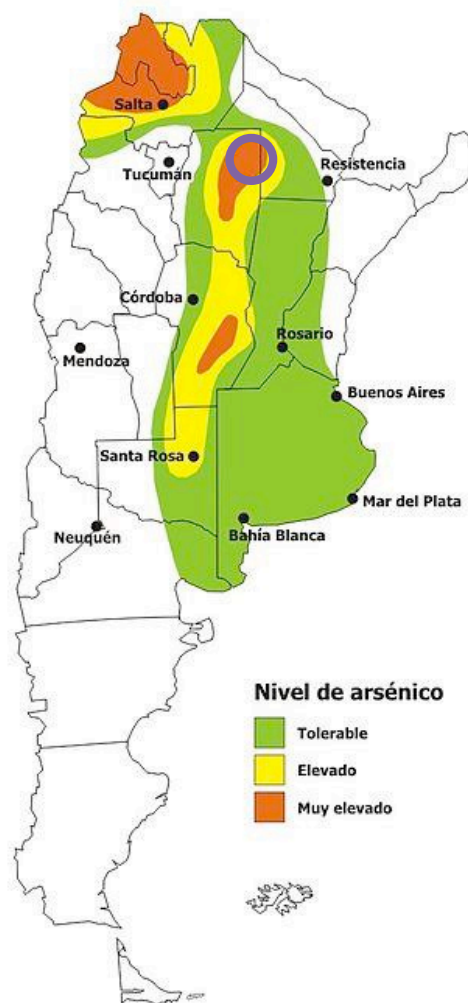 Salta
Tucumán
Resistencia
Córdoba
Rosario
Mendoza
Buenos Aires
Santa Rosa
Mar del Plata
Bahía Blanca
Neuquén
Nivel de arsénico
Tolerable
Elevado
Muy elevado